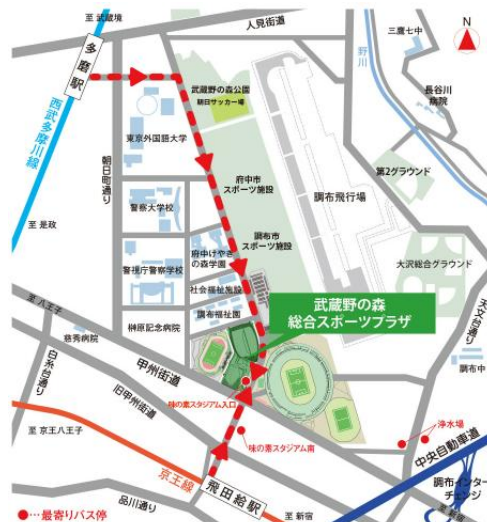 至 武蔵境
人見街道
三鷹七中
N
多磨駅
野川
武蔵野の森公園
朝日サッカー場
長谷川
病院
西武多摩川線
東京外国語大学
朝日町通り
府中市
スポーツ施設
第2グラウンド
調布飛行場
警察大学校
調布市
スポーツ施設
至 是政
府中けやき
の森学園
大沢総合グラウンド
警視庁警察学校
社会福祉施設
武蔵野の森
総合スポーツプラザ
至 八王子
調布福祉園
天文台通り
慈秀病院
榊原記念病院
甲州街道
調布中
白糸台通り
旧甲州街道
味の素スタジアム入口
浄水場
至 京王八王子
味の素スタジアム南
中央自動車道
京王線
飛田給駅
調布インター
チェンジ
品川通り
至 新宿
至 新宿
●…最寄りバス停